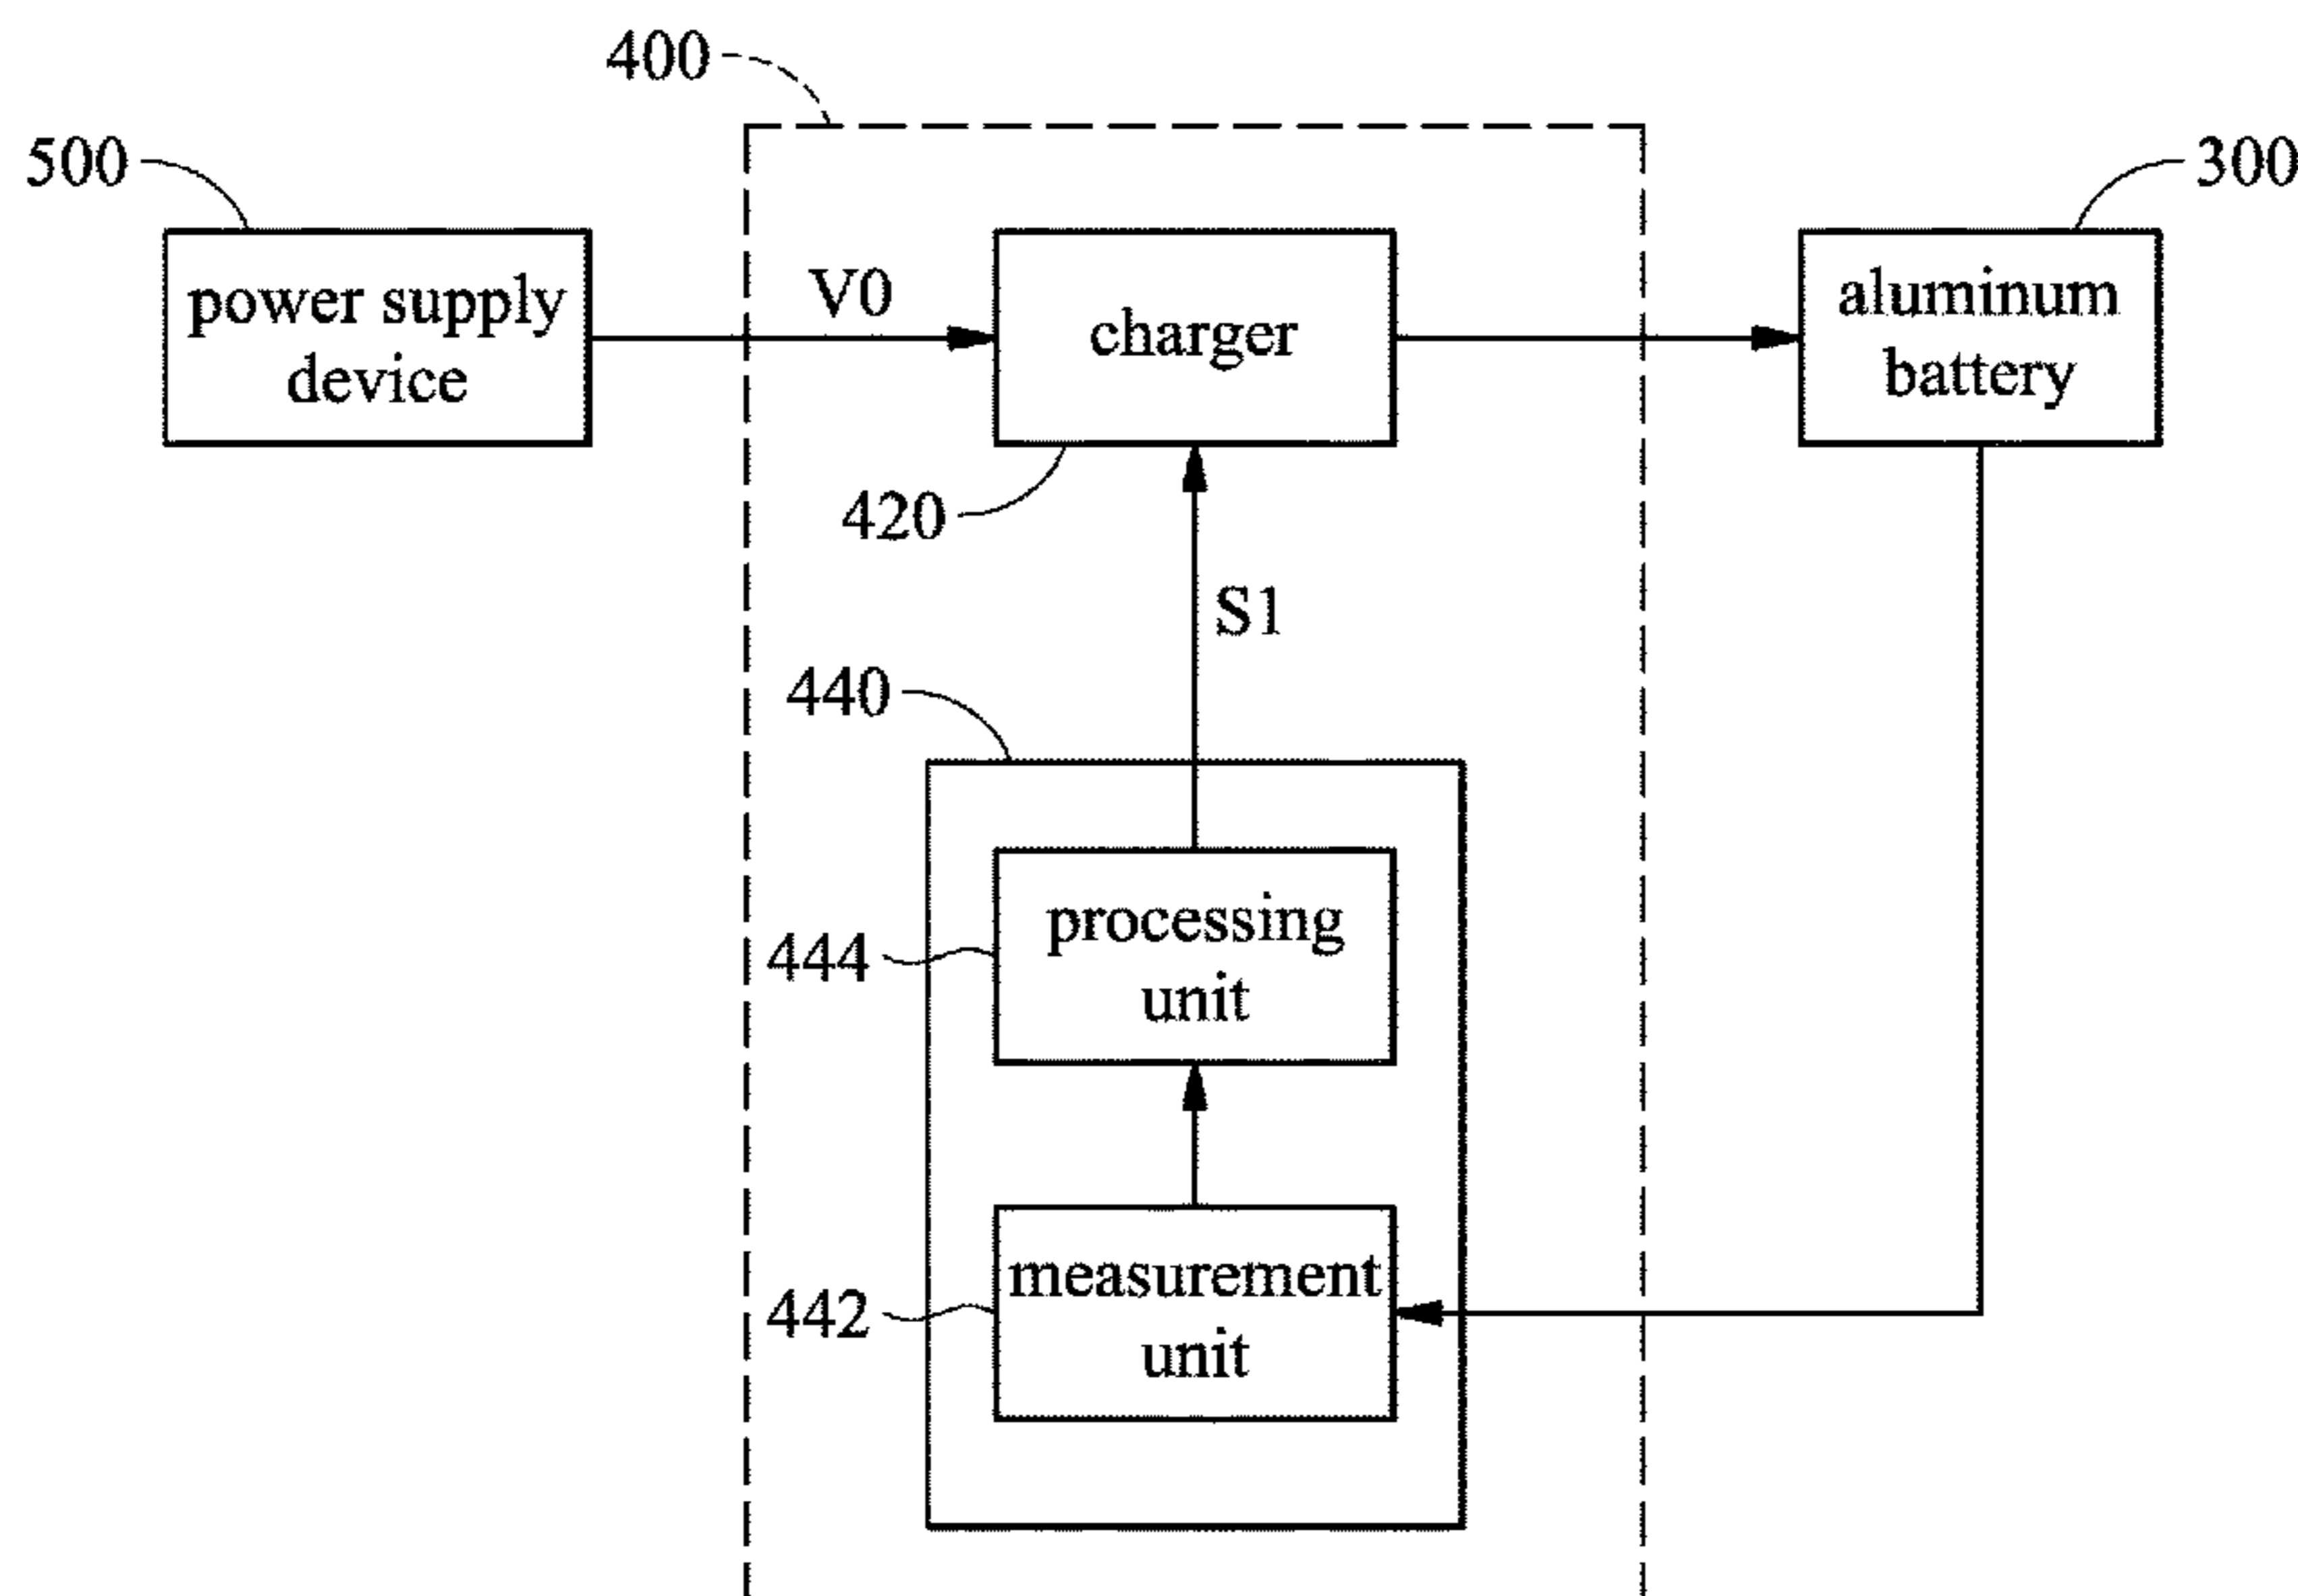 400
500
300
power supply
device
V0
charger
aluminum
battery
420
S1
440
processing
unit
444
measurement
unit
442